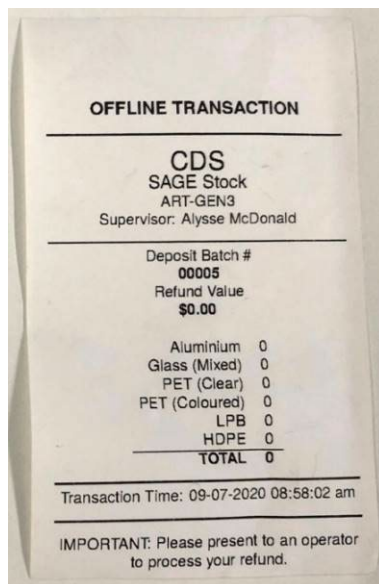 OFFLINE TRANSACTION
CDS
SAGE Stock
ART-GEN3
Supervisor: Alysse McDonald
Deposit Batch #
00005
Refund Value
$0.00
Aluminium 0
Glass (Mixed) 0
PET (Clear) 0
PET (Coloured) 0
LPB 0
HDPE 0
TOTAL 0
Transaction Time: 09-07-2020 08:58:02 am
IMPORTANT: Please present to an operator
to process your refund.